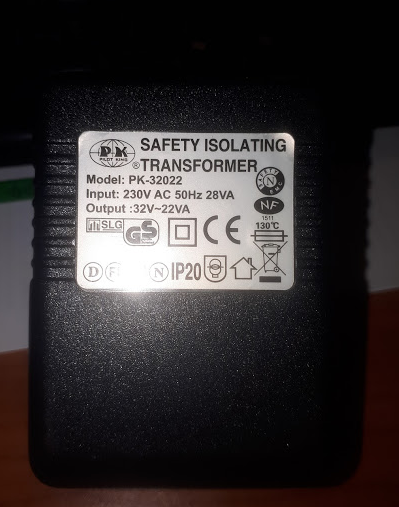 PK
PILOT KING
® SAFETY ISOLATING
TRANSFORMER
Model: PK-32022
Input: 230V AC 50Hz 28VA
Output :32V~22VA
SLG
GS
CE
N
NF
1511
130°C
D
N
IP20